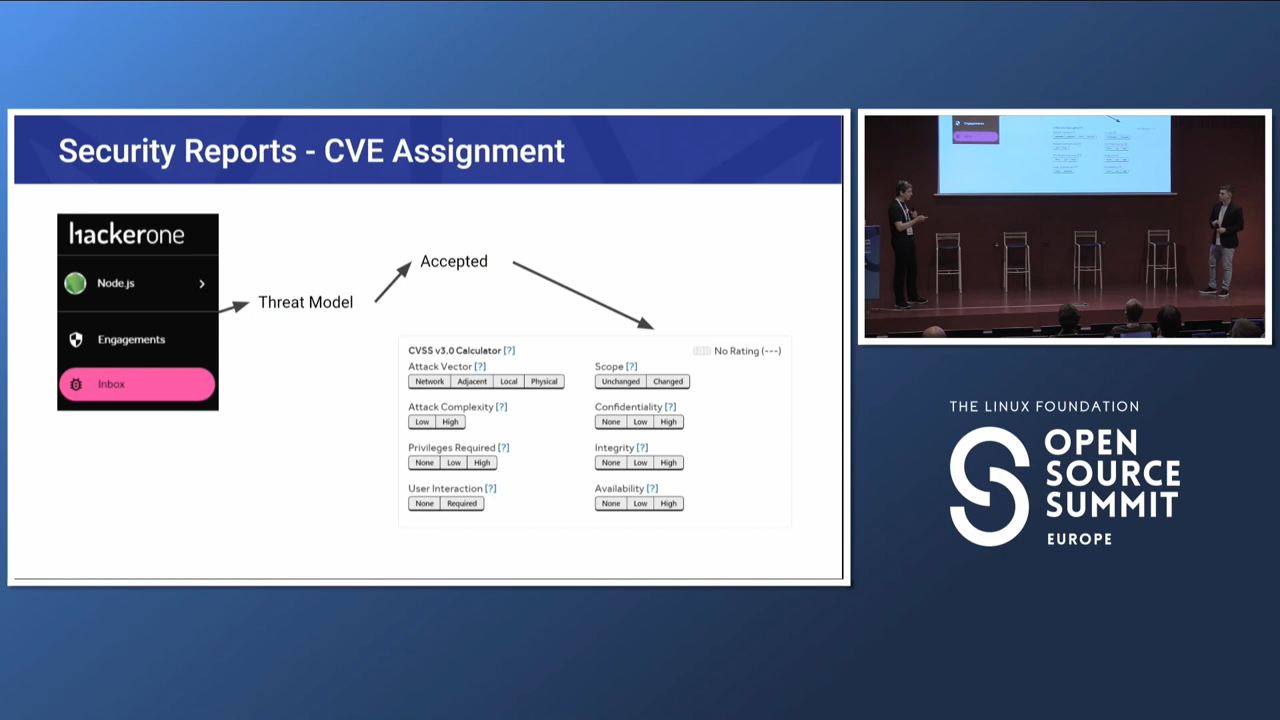 Security Reports - CVE Assignment
hackerone
Node.js
Engagements
Inbox
Threat Model
Accepted
CVSS v3.0 Calculator [?]
No Rating (---)
Attack Vector [?]
Network Adjacent Local Physical
Scope [?]
Unchanged Changed
Attack Complexity [?]
Low High
Confidentiality [?]
None Low High
Privileges Required [?]
None Low High
Integrity [?]
None Low High
User Interaction [?]
None Required
Availability [?]
None Low High
THE LINUX FOUNDATION
OPEN
SOURCE
SUMMIT
EUROPE